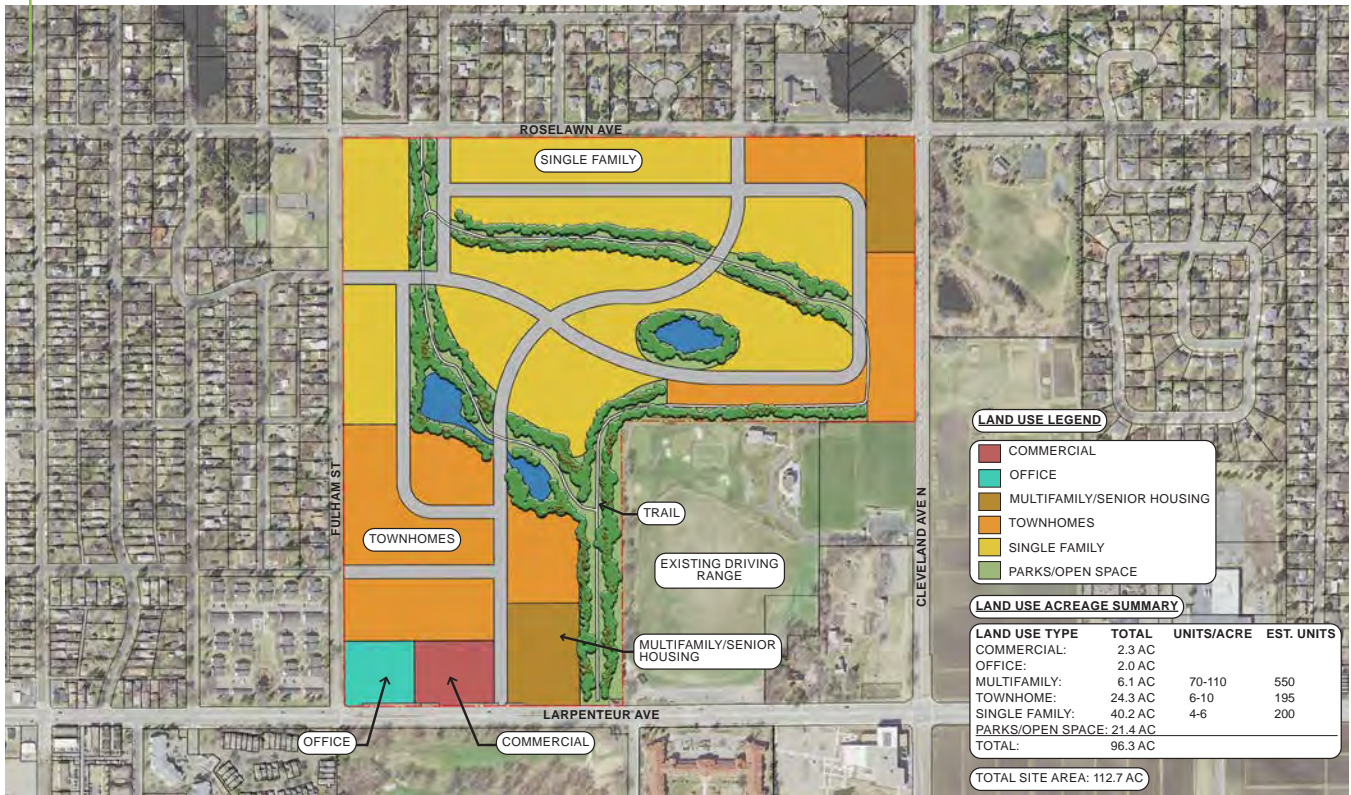 ROSELAWN AVE
SINGLE FAMILY
FULHAM ST
TOWNHOMES
TRAIL
EXISTING DRIVING
RANGE
CLEVELAND AVE N
MULTIFAMILY/SENIOR
HOUSING
LARPENTEUR AVE
OFFICE
COMMERCIAL
LAND USE LEGEND
COMMERCIAL
OFFICE
MULTIFAMILY/SENIOR HOUSING
TOWNHOMES
SINGLE FAMILY
PARKS/OPEN SPACE
LAND USE ACREAGE SUMMARY
LAND USE TYPE TOTAL UNITS/ACRE EST. UNITS
COMMERCIAL: 2.3 AC
OFFICE: 2.0 AC
MULTIFAMILY: 6.1 AC 70-110 550
TOWNHOME: 24.3 AC 6-10 195
SINGLE FAMILY: 40.2 AC 4-6 200
PARKS/OPEN SPACE: 21.4 AC
TOTAL: 96.3 AC
TOTAL SITE AREA: 112.7 AC